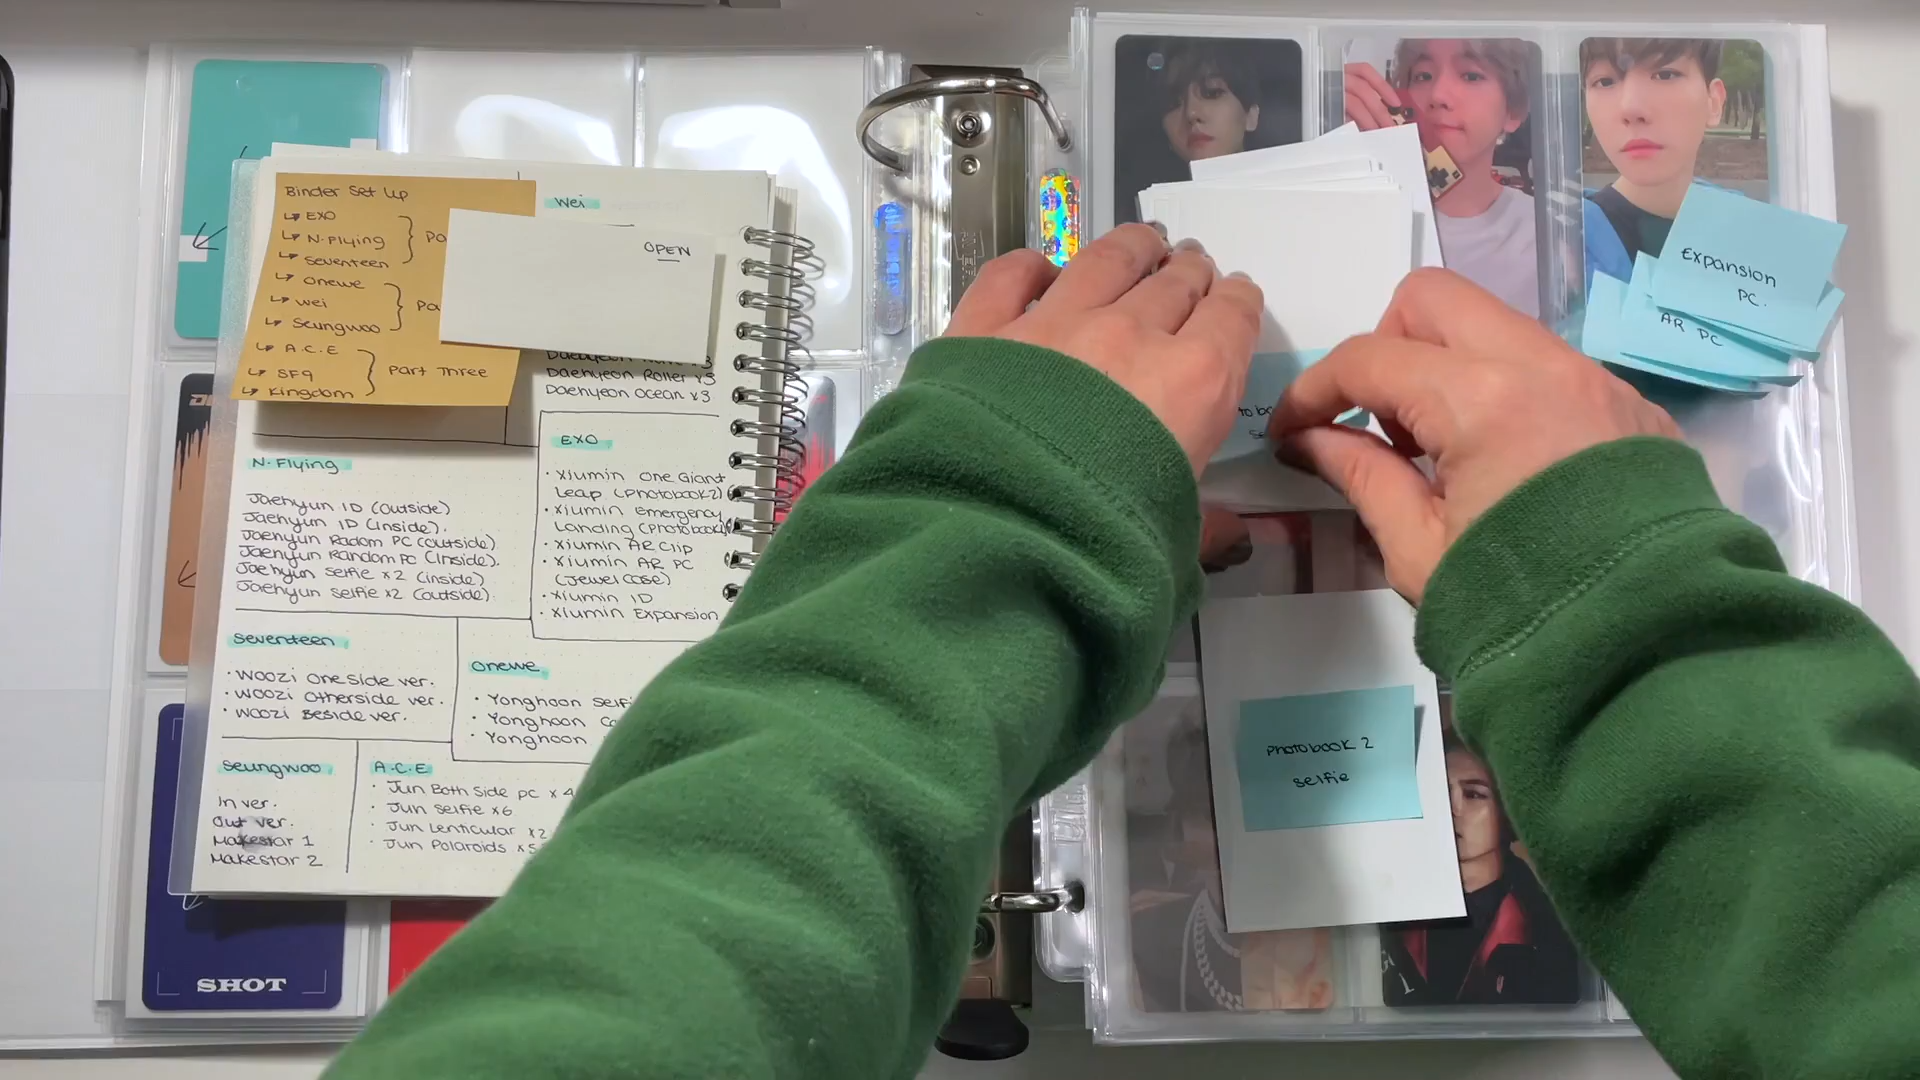 Binder Set Up
↳ EXO
↳ N.Flying
↳ Seventeen
↳ Onewe
↳ Wei
↳ Seungwoo
↳ A.C.E
↳ SF9
↳ Kingdom
Part Three
Wei
OPEN
Daehyeon Roller x3
Daehyeon Ocean x3
N.Flying
Jaehyun ID (outside)
Jaehyun ID (inside).
Jaehyun Radom PC (outside)
Jaehyun Random PC (inside).
Jaehyun Selfie x2 (inside)
Jaehyun Selfie x2 (outside).
EXO
• Xiumin One Giant
Leap (Photobook 2)
• Xiumin Emergency
Landing (Photobook
• Xiumin AR Clip
• Xiumin AR PC
(Jewel Case)
• Xiumin ID
• Xiumin Expansion
Seventeen
• Woozi One Side ver.
• Woozi Otherside ver.
• Woozi Beside ver.
Onewe
• Yonghoon
• Yonghoon
• Yonghoon
Seungwoo
In ver.
Out ver.
Makestar 1
Makestar 2
A.C.E
• Jun Both Side PC x 4
• Jun Selfie x6
• Jun Lenticular x2
• Jun Polaroids x5
SHOT
Expansion
PC.
AR PC
Photobook 2
Selfie